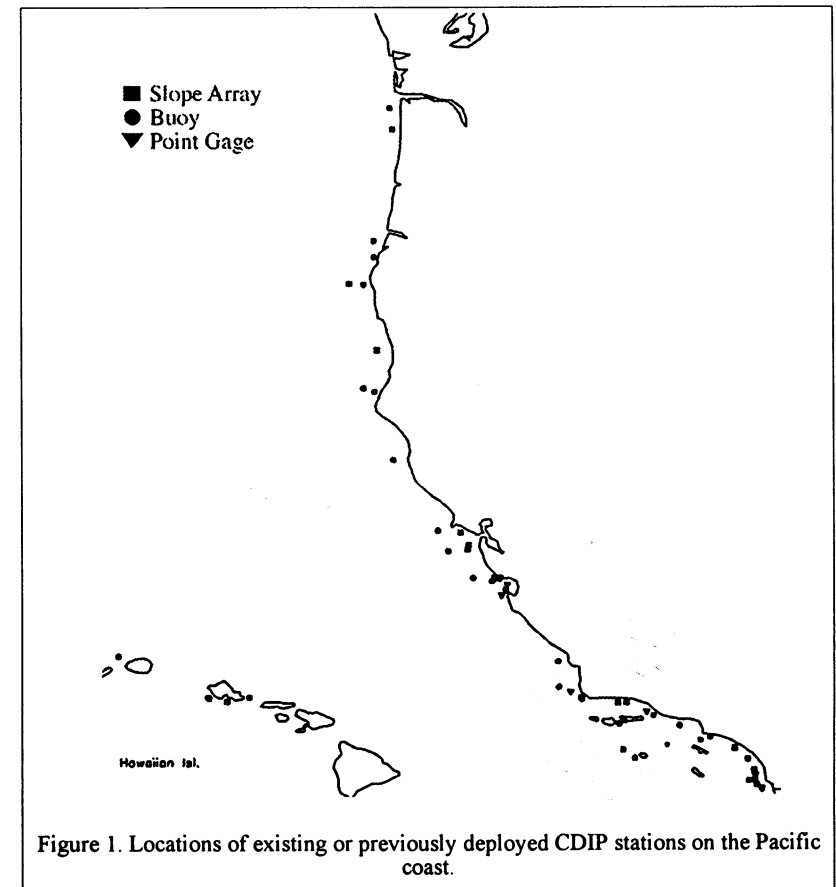 Slope Array
Buoy
Point Gage
Hawaiian Isl.
Figure 1. Locations of existing or previously deployed CDIP stations on the Pacific
coast.